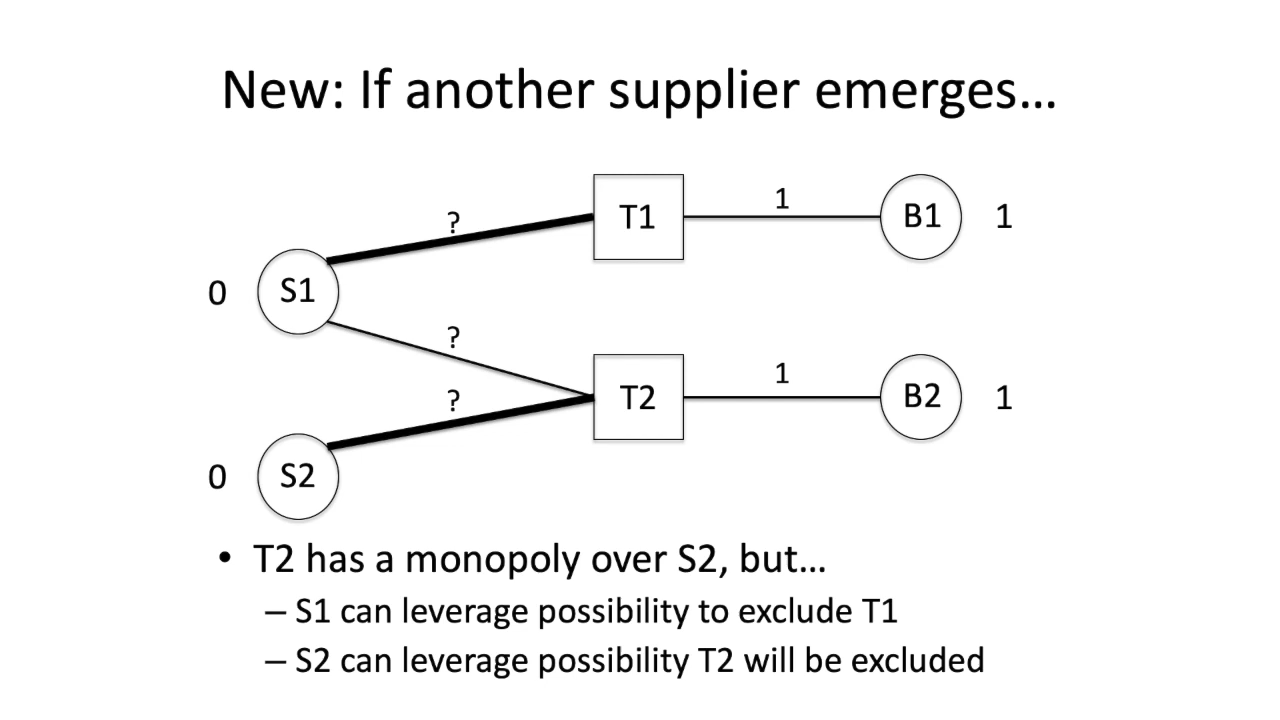 New: If another supplier emerges…
? T1 1 B1 1
0 S1
?
? T2 1 B2 1
0 S2
• T2 has a monopoly over S2, but…
– S1 can leverage possibility to exclude T1
– S2 can leverage possibility T2 will be excluded